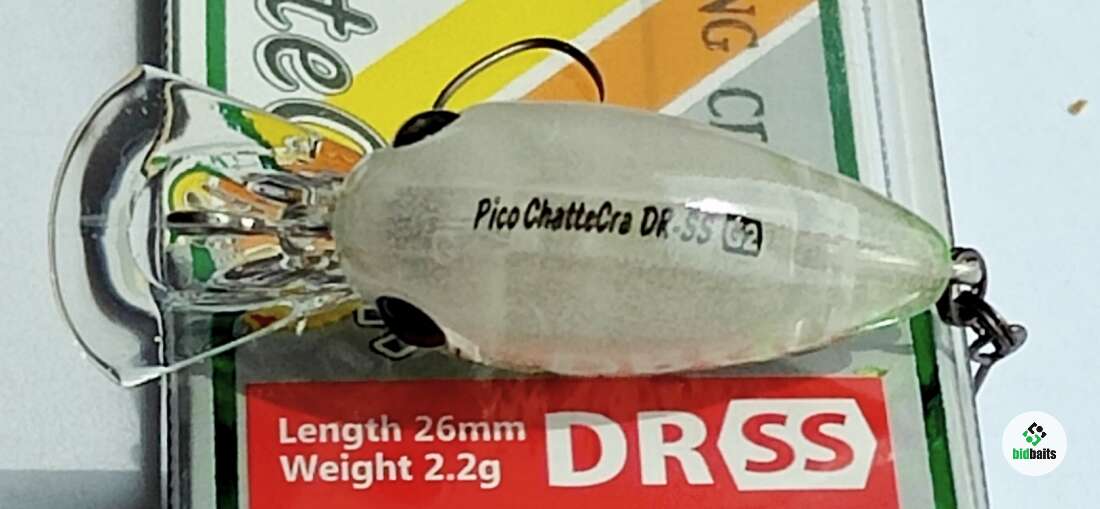 Pico ChatteCra DR-SS G2
Length 26mm
Weight 2.2g
DR SS
bidbaits